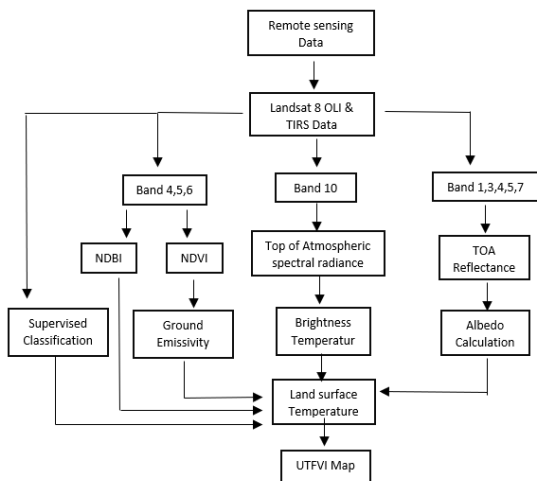 Remote sensing
Data
Landsat 8 OLI &
TIRS Data
Band 4,5,6
Band 10
Band 1,3,4,5,7
NDBI
NDVI
Top of Atmospheric
spectral radiance
TOA
Reflectance
Supervised
Classification
Ground
Emissivity
Brightness
Temperatur
Albedo
Calculation
Land surface
Temperature
UTFVI Map